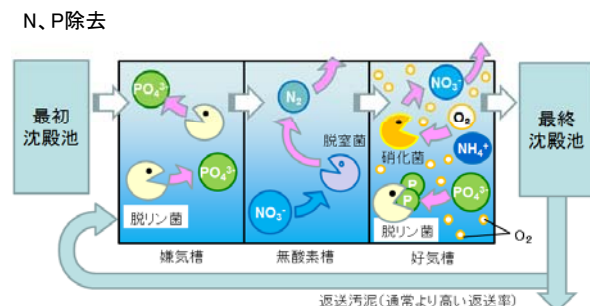 N、P除去
最初
沈殿池
PO₄³⁻
PO₄³⁻
脱リン菌
N₂
脱窒菌
NO₃⁻
NO₃⁻
O₂
硝化菌
NH₄⁺
P
P
PO₄³⁻
脱リン菌
最終
沈殿池
O₂
嫌気槽
無酸素槽
好気槽
返送汚泥(通常より高い返送率)